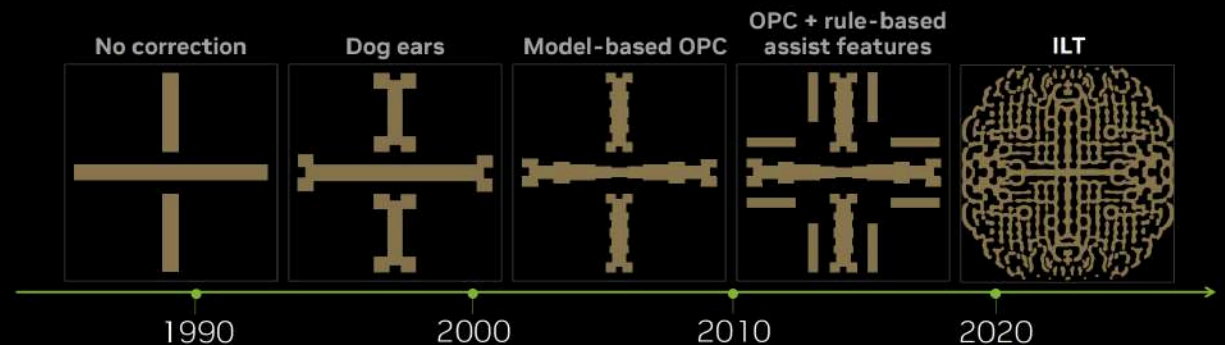 No correction
Dog ears
Model-based OPC
OPC + rule-based
assist features
ILT
1990
2000
2010
2020